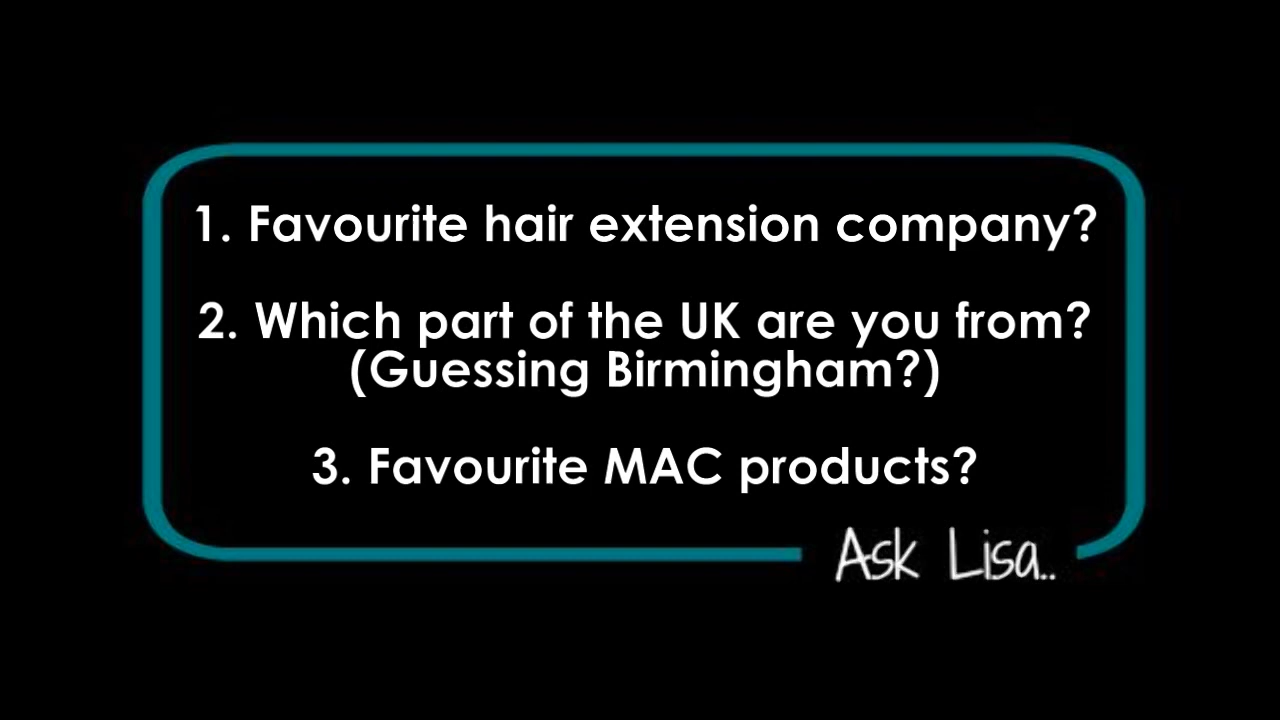 1. Favourite hair extension company?
2. Which part of the UK are you from?
(Guessing Birmingham?)
3. Favourite MAC products?
Ask Lisa..